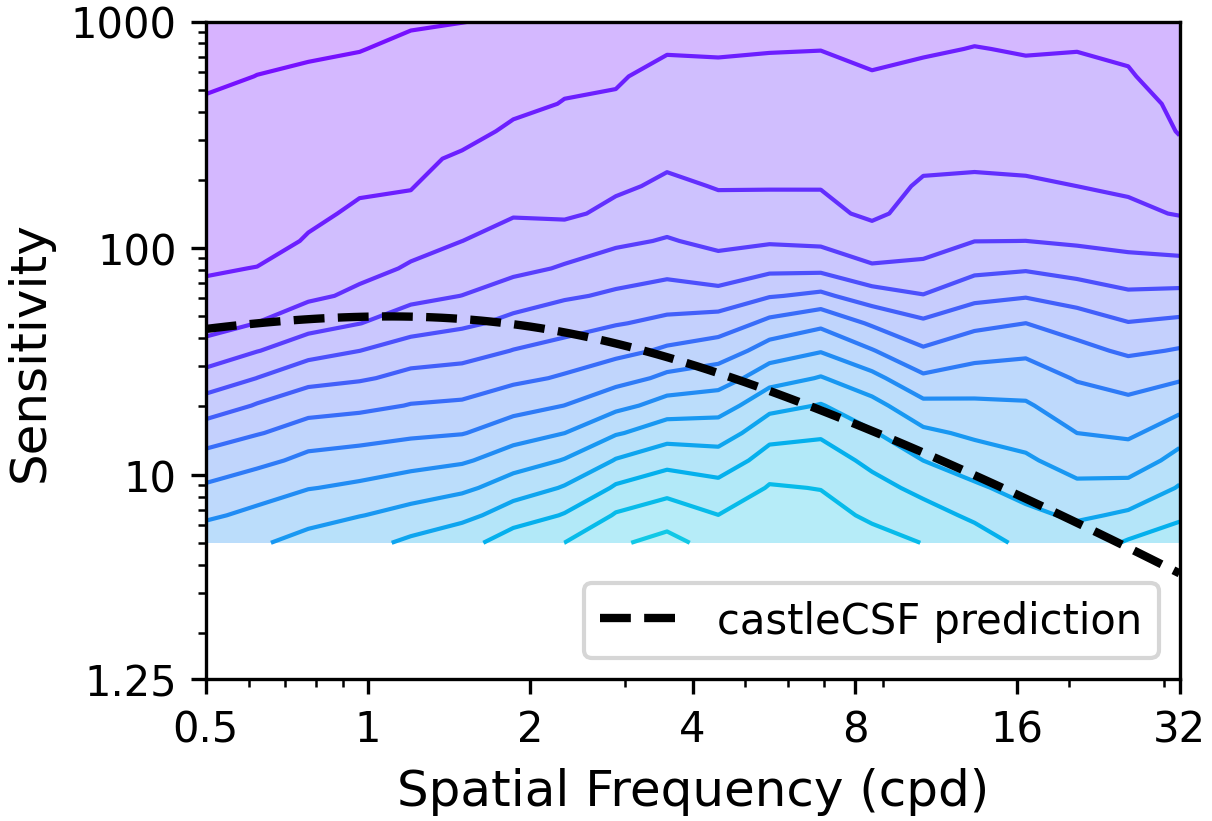 1000
100
10
1.25
Sensitivity
castleCSF prediction
0.5 1 2 4 8 16 32
Spatial Frequency (cpd)